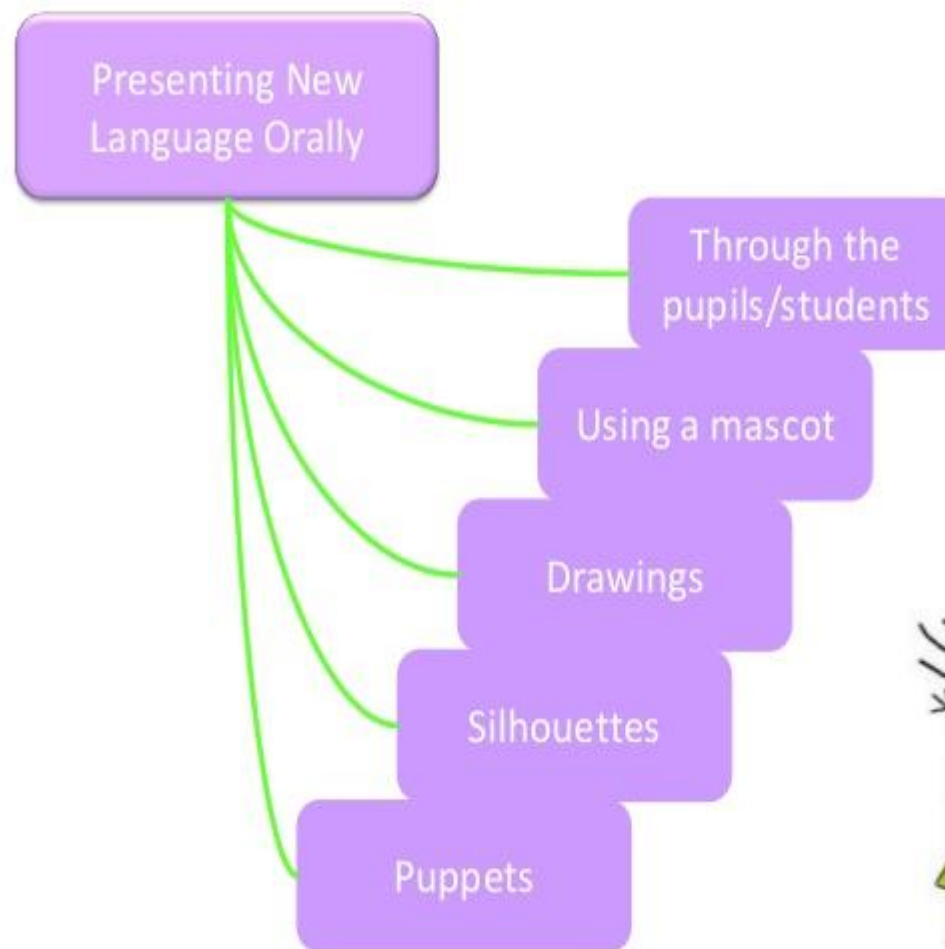 Presenting New
Language Orally
Through the
pupils/students
Using a mascot
Drawings
Silhouettes
Puppets